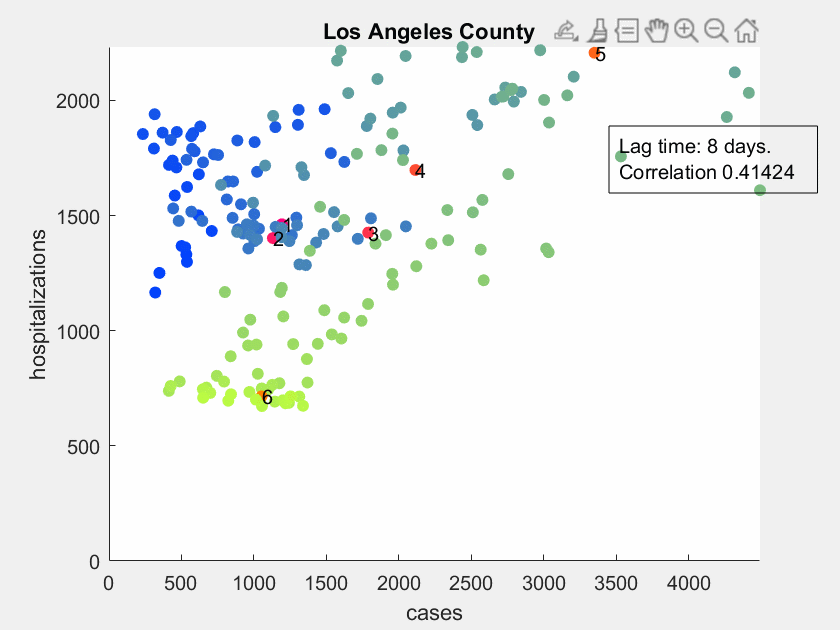 Los Angeles County
5
2000
Lag time: 8 days.
Correlation 0.41424
4
1500
1
2
3
hospitalizations
1000
6
500
0
0 500 1000 1500 2000 2500 3000 3500 4000
cases